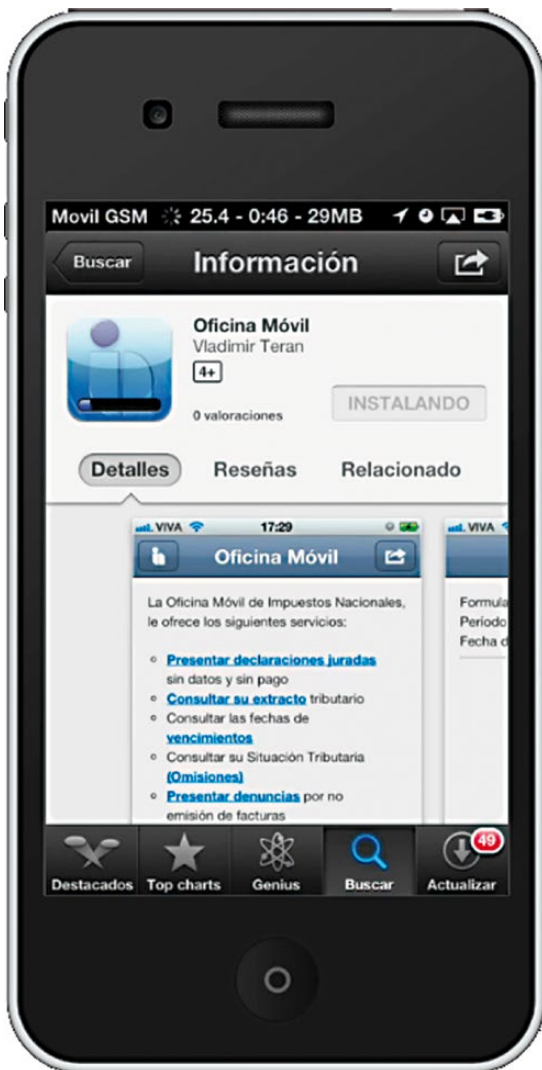 Movil GSM 25.4 - 0:46 - 29MB
Buscar
Información
Oficina Móvil
Vladimir Teran
4+
0 valoraciones
INSTALANDO
Detalles
Reseñas
Relacionado
VIVA 17:29
Oficina Móvil
La Oficina Móvil de Impuestos Nacionales,
le ofrece los siguientes servicios:
Presentar declaraciones juradas
sin datos y sin pago
Consultar su extracto tributario
Consultar las fechas de
vencimientos
Consultar su Situación Tributaria
(Omisiones)
Presentar denuncias por no
emisión de facturas
VIVA
Formula
Periodo
Fecha d
Destacados
Top charts
Genius
Buscar
Actualizar
49